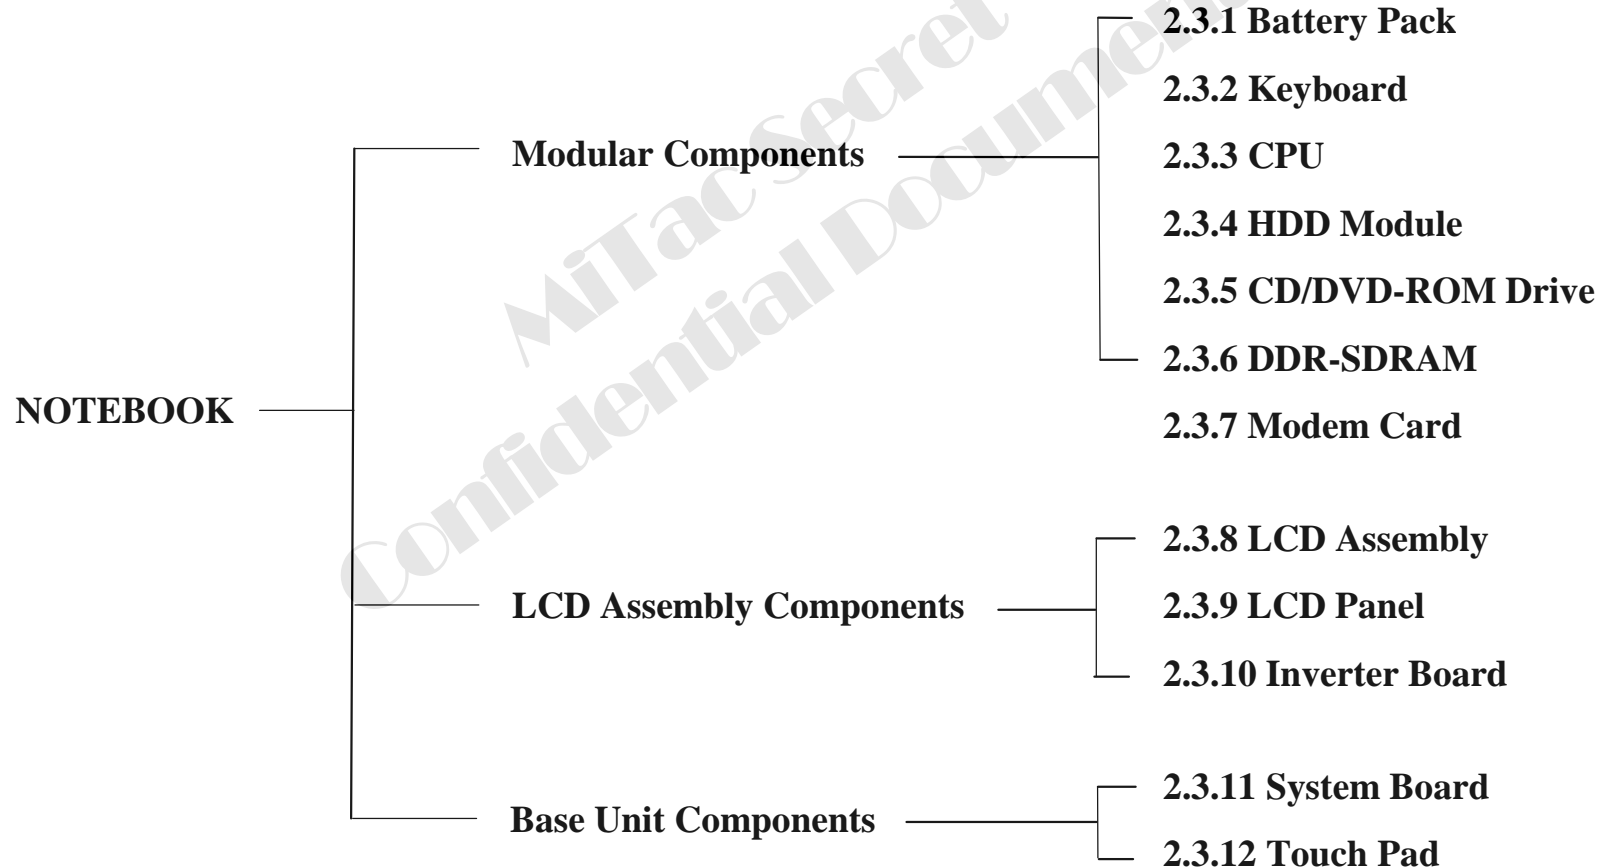 NOTEBOOK
Modular Components
2.3.1 Battery Pack
2.3.2 Keyboard
2.3.3 CPU
2.3.4 HDD Module
2.3.5 CD/DVD-ROM Drive
2.3.6 DDR-SDRAM
2.3.7 Modem Card
LCD Assembly Components
2.3.8 LCD Assembly
2.3.9 LCD Panel
2.3.10 Inverter Board
Base Unit Components
2.3.11 System Board
2.3.12 Touch Pad
MiTac Secret
Confidential Document